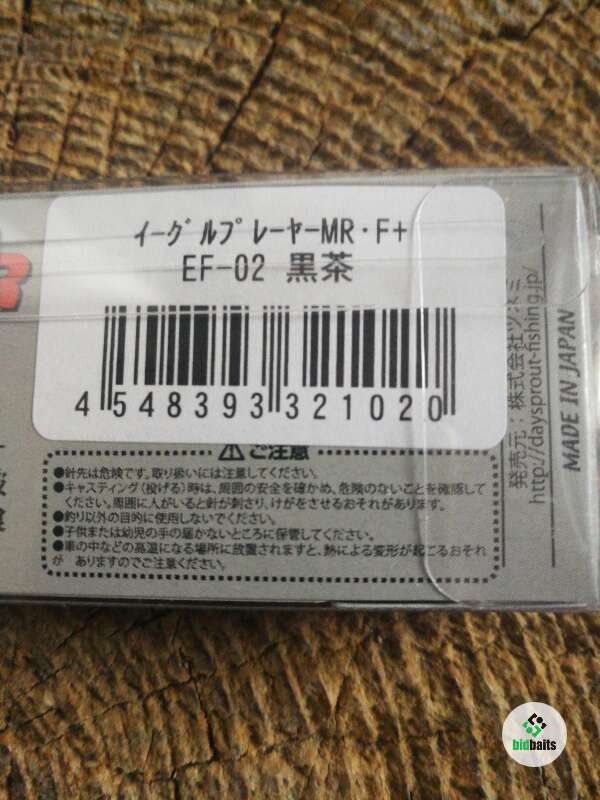 ｲｰｸﾞﾙﾌﾟﾚｰﾔｰMR・F+
EF-02 黒茶
4 548393 321020
R
⚠ご注意
●針先は危険です。取り扱いには注意してください。
●キャスティング（投げる）時は、周囲の安全を確かめ、危険のないことを確認して
ください。周囲に人がいると針が刺さり、けがをさせるおそれがあります。
●釣り以外の目的に使用しないでください。
●子供または幼児の手の届かないところに保管してください。
●車の中などの高温になる場所に放置されますと、熱による変形が起こるおそれ
が ありますのでご注意ください。
発売元：株式会社ツネミ
http://daysprout-fishing.jp/
MADE IN JAPAN
bidbaits